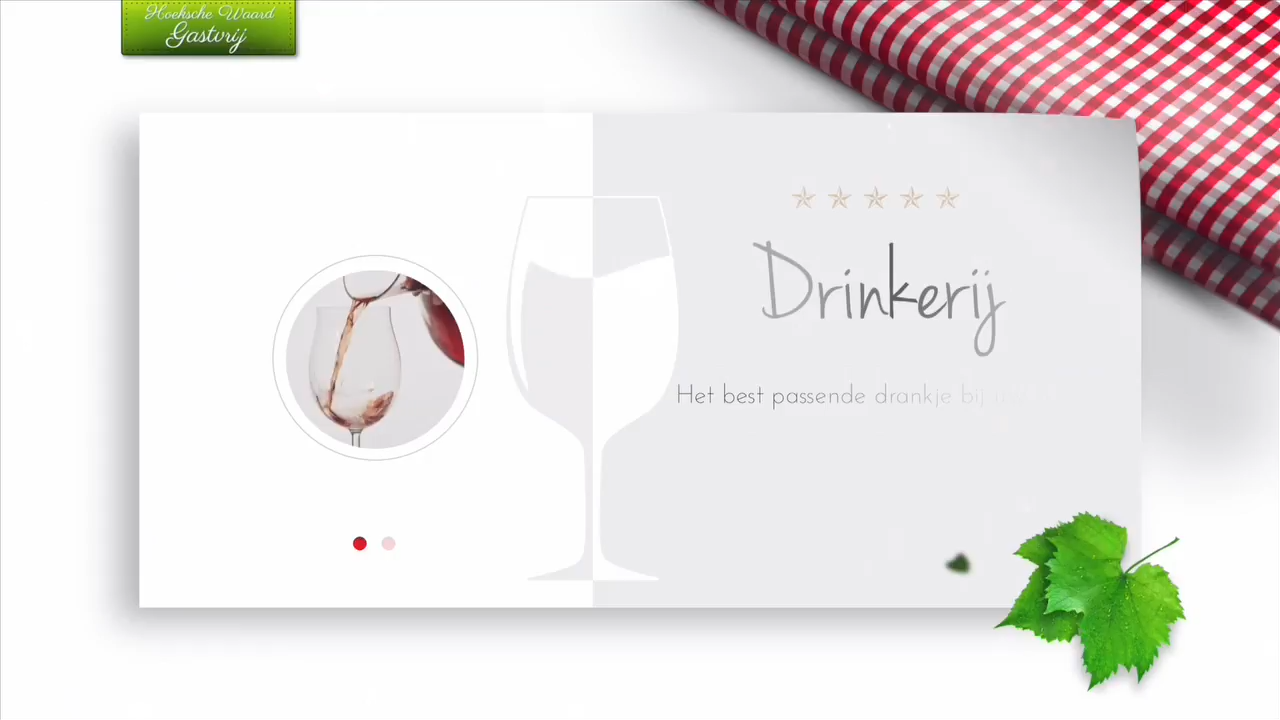 Hoeksche Waard
Gastvrij
Drinkerij
Het best passende drankje bij